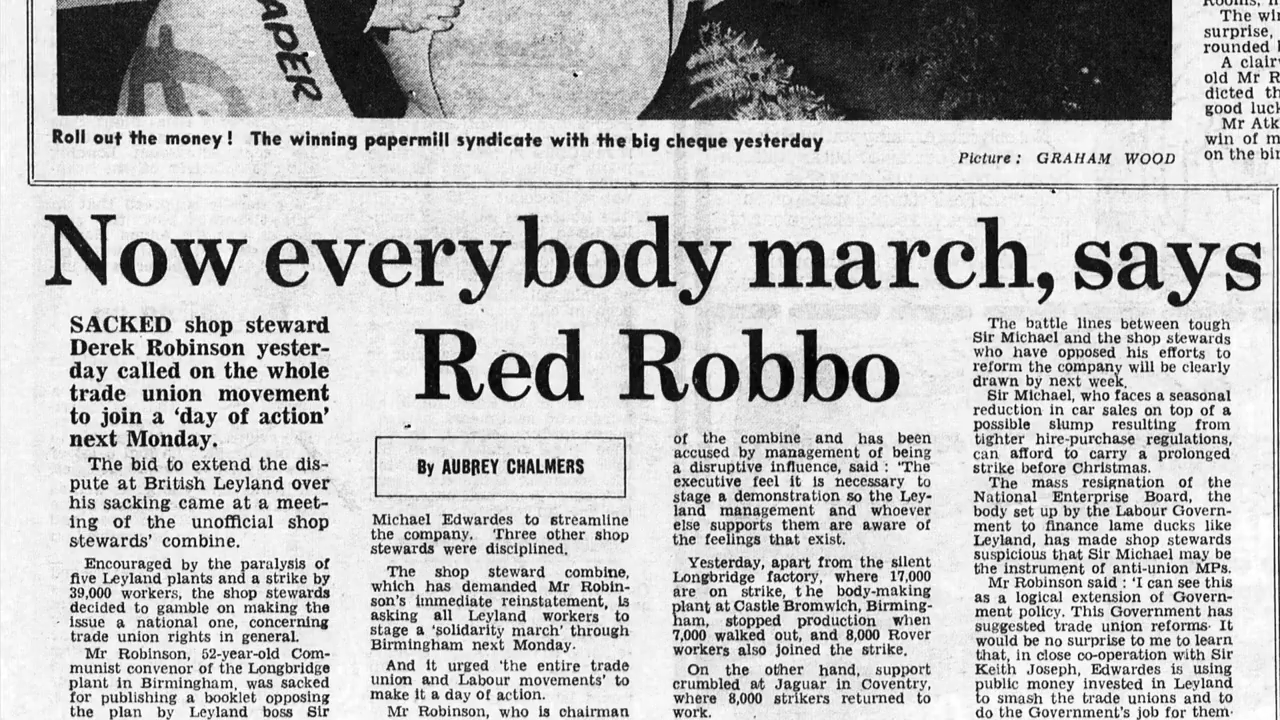 APER
Roll out the money! The winning papermill syndicate with the big cheque yesterday
Picture: GRAHAM WOOD
The win
surprise,
rounded
A clairv
old Mr R
dicted th
good luck
Mr Atk
win of m
on the bin
Now everybody march, says
Red Robbo
SACKED shop steward
Derek Robinson yester-
day called on the whole
trade union movement
to join a 'day of action'
next Monday.
The bid to extend the dis-
pute at British Leyland over
his sacking came at a meet-
ing of the unofficial shop
stewards' combine.
Encouraged by the paralysis of
five Leyland plants and a strike by
39,000 workers, the shop stewards
decided to gamble on making the
issue a national one, concerning
trade union rights in general.
Mr Robinson, 52-year-old Com-
munist convenor of the Longbridge
plant in Birmingham, was sacked
for publishing a booklet opposing
the plan by Leyland boss Sir
By AUBREY CHALMERS
Michael Edwardes to streamline
the company. Three other shop
stewards were disciplined.
The shop steward combine,
which has demanded Mr Robin-
son's immediate reinstatement, is
asking all Leyland workers to
stage a 'solidarity march' through
Birmingham next Monday.
And it urged 'the entire trade
union and Labour movements' to
make it a day of action.
Mr Robinson, who is chairman
of the combine and has been
accused by management of being
a disruptive influence, said : 'The
executive feel it is necessary to
stage a demonstration so the Ley-
land management and whoever
else supports them are aware of
the feelings that exist.
Yesterday, apart from the silent
Longbridge factory, where 17,000
are on strike, the body-making
plant at Castle Bromwich, Birming-
ham, stopped production when
7,000 walked out, and 8,000 Rover
workers also joined the strike.
On the other hand, support
crumbled at Jaguar in Coventry,
where 8,000 strikers returned to
work.
The battle lines between tough
Sir Michael and the shop stewards
who have opposed his efforts to
reform the company will be clearly
drawn by next week.
Sir Michael, who faces a seasonal
reduction in car sales on top of a
possible slump resulting from
tighter hire-purchase regulations,
can afford to carry a prolonged
strike before Christmas.
The mass resignation of the
National Enterprise Board, the
body set up by the Labour Govern-
ment to finance lame ducks like
Leyland, has made shop stewards
suspicious that Sir Michael may be
the instrument of anti-union MPs.
Mr Robinson said : 'I can see this
as a logical extension of Govern-
ment policy. This Government has
suggested trade union reforms. It
would be no surprise to me to learn
that, in close co-operation with Sir
Keith Joseph, Edwardes is using
public money invested in Leyland
to smash the trade unions and to
do the Government's job for them.